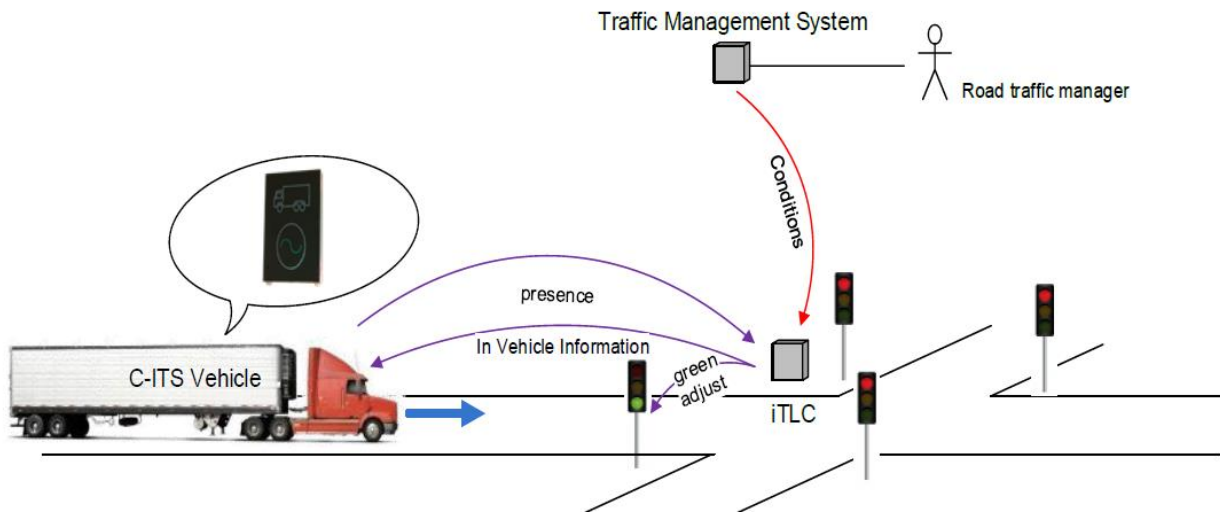 Traffic Management System
Road traffic manager
Conditions
presence
In Vehicle Information
C-ITS Vehicle
green
adjust
iTLC